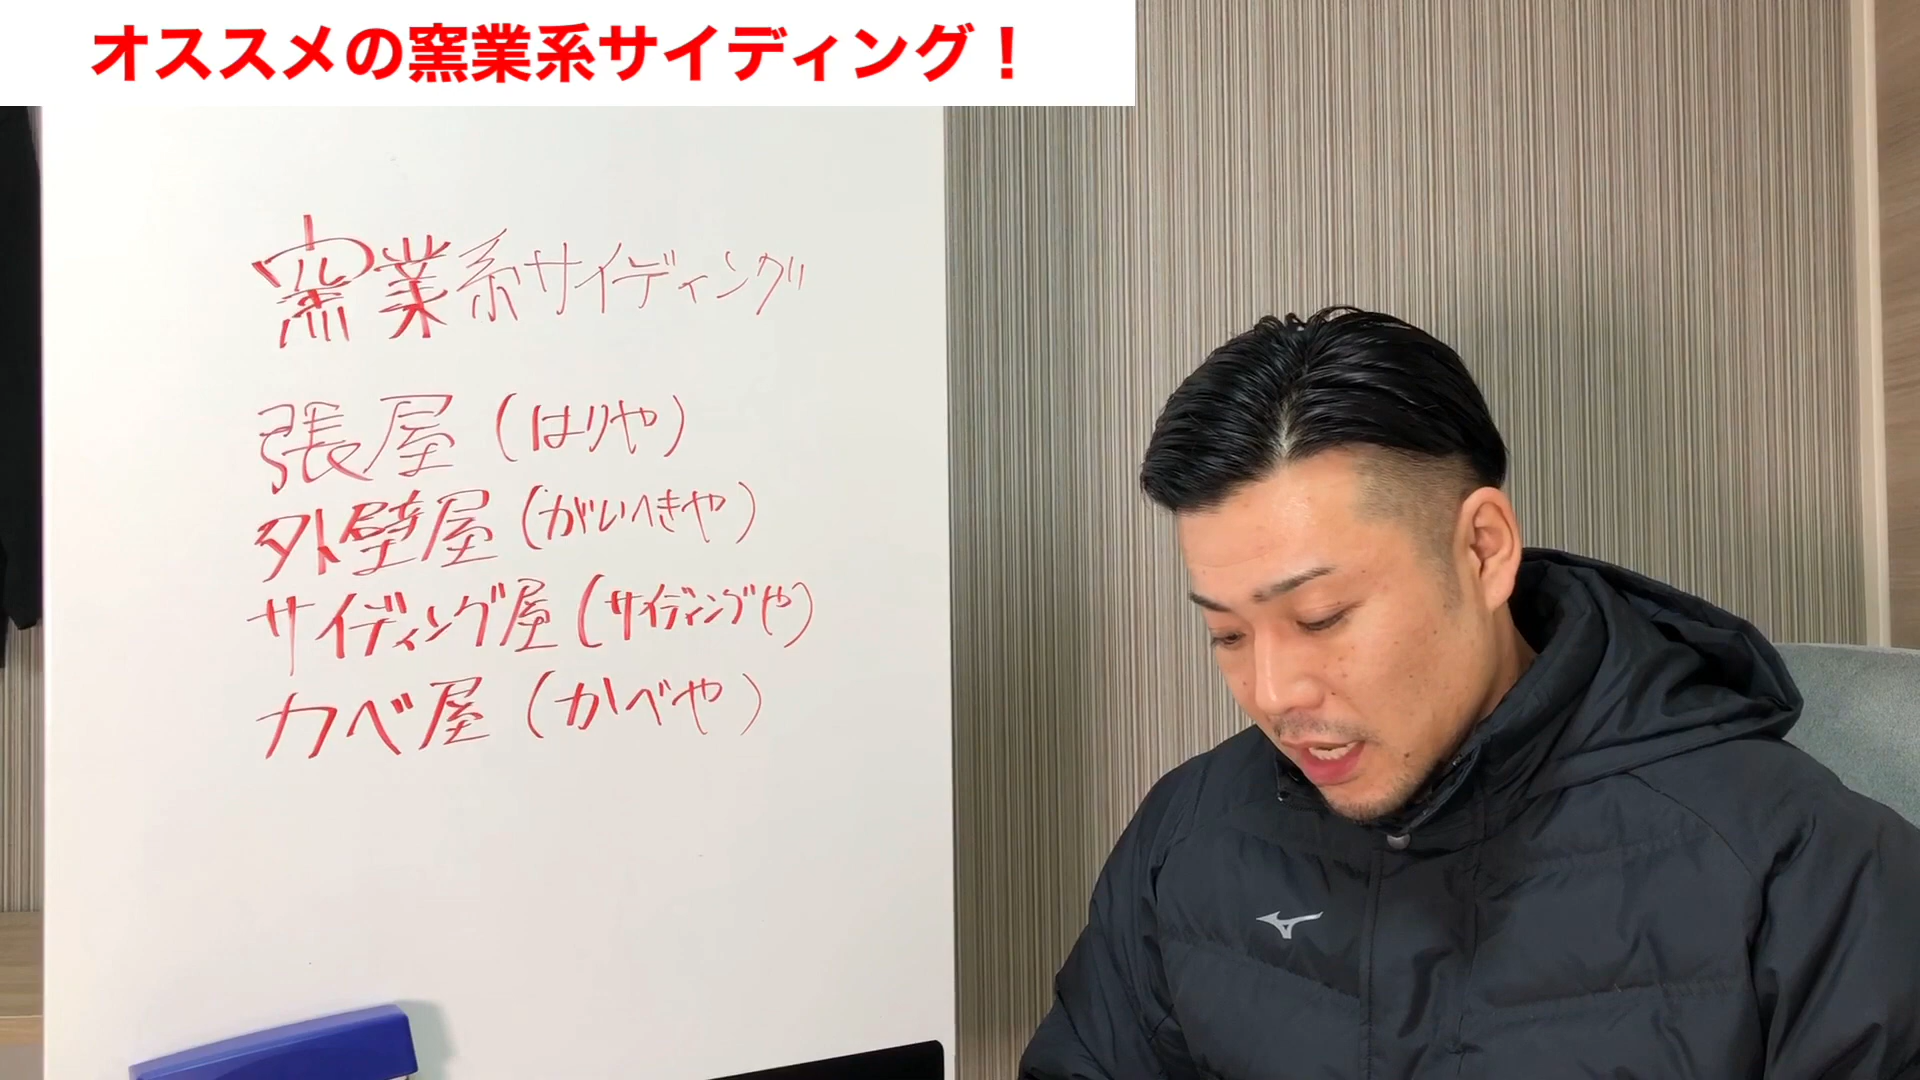 オススメの窯業系サイディング！
窯業系サイディング
張屋（はりや）
外壁屋（がいへきや）
サイディング屋（サイディングや）
カベ屋（かべや）